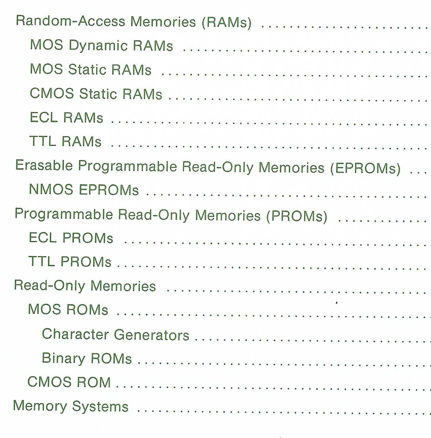 Random-Access Memories (RAMs) ......................
MOS Dynamic RAMs ................................
MOS Static RAMs ...................................
CMOS Static RAMs ..................................
ECL RAMs ..........................................
TTL RAMs ..........................................
Erasable Programmable Read-Only Memories (EPROMs) ...
NMOS EPROMs .....................................
Programmable Read-Only Memories (PROMs) ............
ECL PROMs ........................................
TTL PROMs .........................................
Read-Only Memories .................................
MOS ROMs .........................................
Character Generators ..............................
Binary ROMs ......................................
CMOS ROM ........................................
Memory Systems .....................................